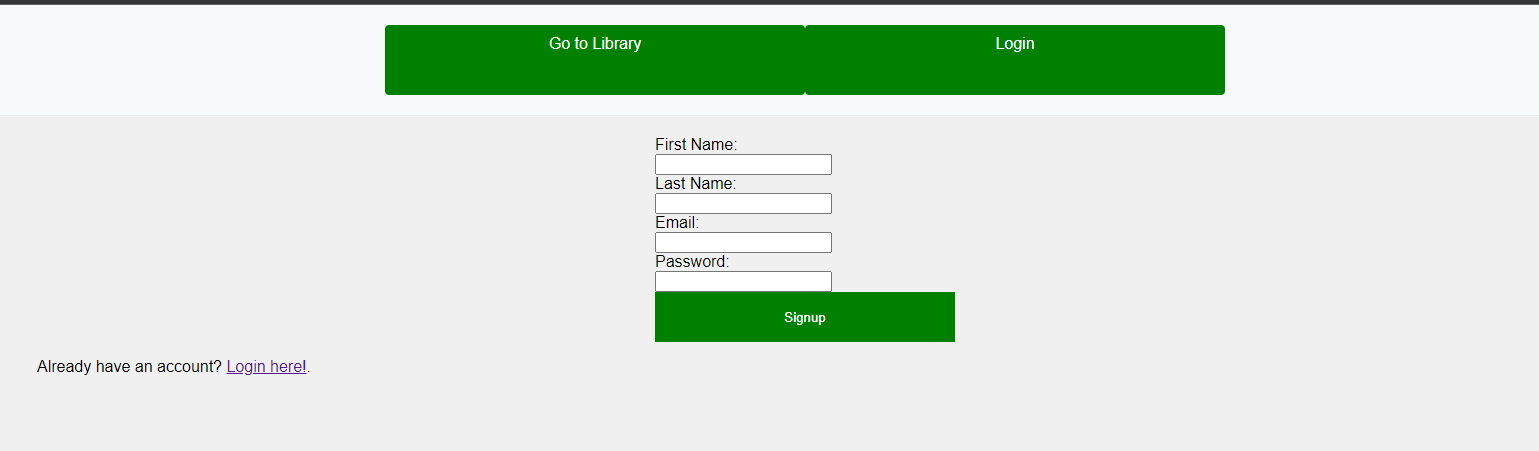 Go to Library Login
First Name:
Last Name:
Email:
Password:
Signup
Already have an account? Login here!.